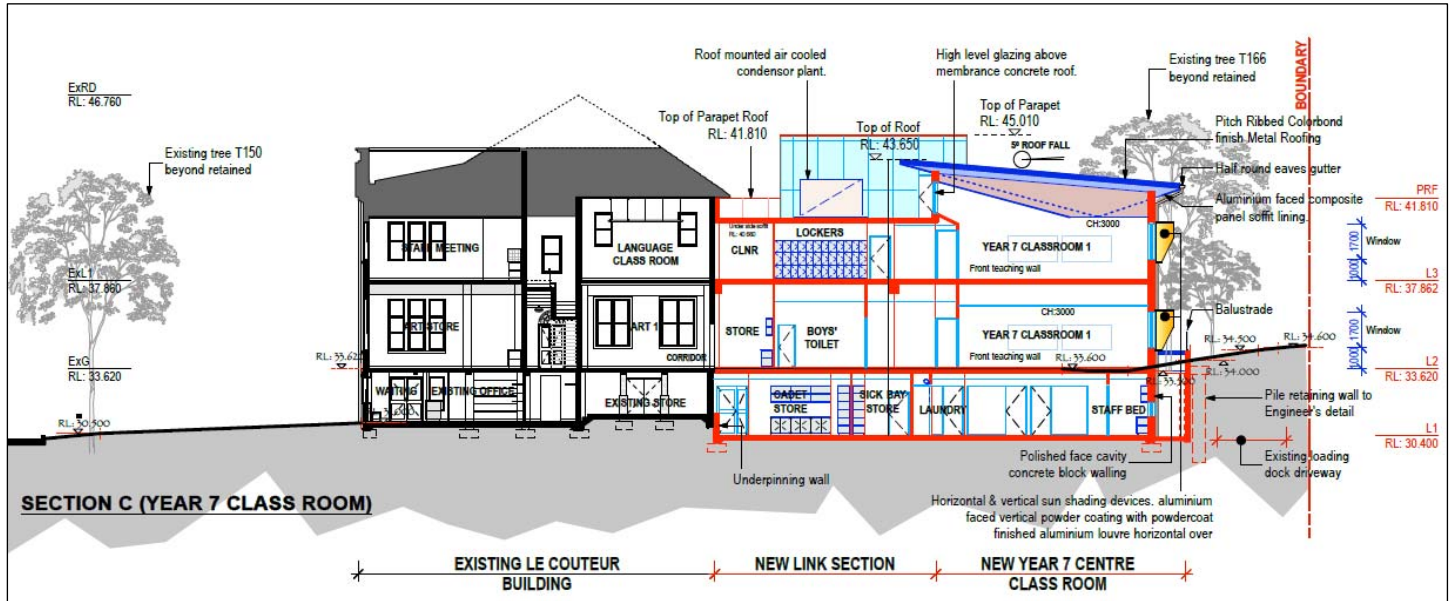 Roof mounted air cooled
condensor plant.
High level glazing above
membrance concrete roof.
Existing tree T166
beyond retained
BOUNDARY
ExRD
RL: 46.760
Top of Parapet Roof
RL: 41.810
Top of Roof
RL: 43.650
Top of Parapet
RL: 45.010
5º ROOF FALL
Pitch Ribbed Colorbond
finish Metal Roofing
Existing tree T150
beyond retained
Half round eaves gutter
Aluminium faced composite
panel soffit lining.
PRF
RL: 41.810
CH:3000
Under side soffit
RL: 40.660
CLNR
LOCKERS
STAFF MEETING
LANGUAGE
CLASS ROOM
YEAR 7 CLASSROOM 1
Front teaching wall
1700
Window
1000
ExL1
RL: 37.860
L3
RL: 37.862
Balustrade
CH:3000
ART STORE
ART 1
STORE
BOYS'
TOILET
YEAR 7 CLASSROOM 1
Front teaching wall
CORRIDOR
1700
Window
1000
RL: 34.500
RL: 34.600
ExG
RL: 33.620
RL: 33.620
RL: 33.600
RL: 34.000
L2
RL: 33.620
WAITING
EXISTING OFFICE
EXISTING STORE
CADET
STORE
SICK BAY
STORE
LAUNDRY
STAFF BED
Pile retaining wall to
Engineer's detail
RL: 30.500
L1
RL: 30.400
Underpinning wall
Polished face cavity
concrete block walling
Existing loading
dock driveway
SECTION C (YEAR 7 CLASS ROOM)
Horizontal & vertical sun shading devices. aluminium
faced vertical powder coating with powdercoat
finished aluminium louvre horizontal over
EXISTING LE COUTEUR
BUILDING
NEW LINK SECTION
NEW YEAR 7 CENTRE
CLASS ROOM